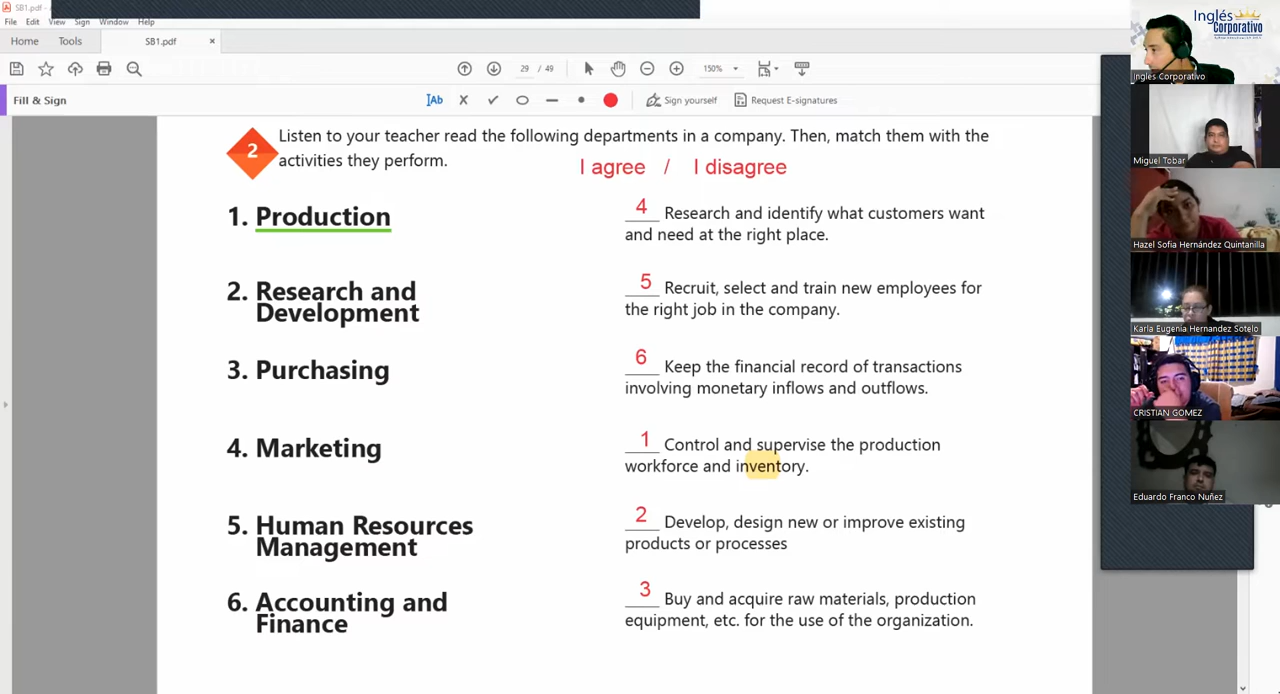 SB1.pdf -
File Edit View Sign Window Help
Home Tools SB1.pdf ×
29 / 49 150%
Fill & Sign
Ab Sign yourself Request E-signatures
2
Listen to your teacher read the following departments in a company. Then, match them with the
activities they perform.
I agree / I disagree
1. Production
4 Research and identify what customers want
and need at the right place.
2. Research and
Development
5 Recruit, select and train new employees for
the right job in the company.
3. Purchasing
6 Keep the financial record of transactions
involving monetary inflows and outflows.
4. Marketing
1 Control and supervise the production
workforce and inventory.
5. Human Resources
Management
2 Develop, design new or improve existing
products or processes
6. Accounting and
Finance
3 Buy and acquire raw materials, production
equipment, etc. for the use of the organization.
Inglés
Corporativo
Inglés Corporativo
Miguel Tobar
Hazel Sofia Hernández Quintanilla
Karla Eugenia Hernandez Sotelo
CRISTIAN GOMEZ
Eduardo Franco Nuñez